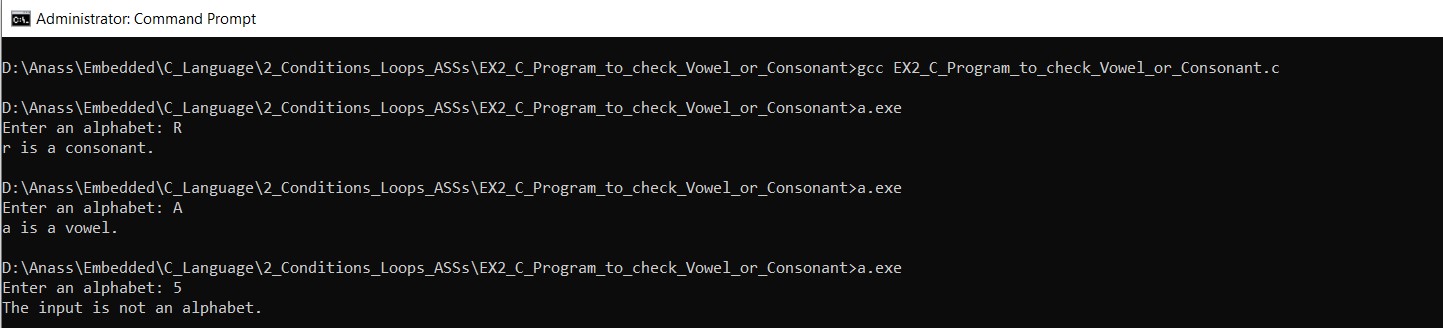 Administrator: Command Prompt
D:\Anass\Embedded\C_Language\2_Conditions_Loops_ASSs\EX2_C_Program_to_check_Vowel_or_Consonant>gcc EX2_C_Program_to_check_Vowel_or_Consonant.c
D:\Anass\Embedded\C_Language\2_Conditions_Loops_ASSs\EX2_C_Program_to_check_Vowel_or_Consonant>a.exe
Enter an alphabet: R
r is a consonant.
D:\Anass\Embedded\C_Language\2_Conditions_Loops_ASSs\EX2_C_Program_to_check_Vowel_or_Consonant>a.exe
Enter an alphabet: A
a is a vowel.
D:\Anass\Embedded\C_Language\2_Conditions_Loops_ASSs\EX2_C_Program_to_check_Vowel_or_Consonant>a.exe
Enter an alphabet: 5
The input is not an alphabet.